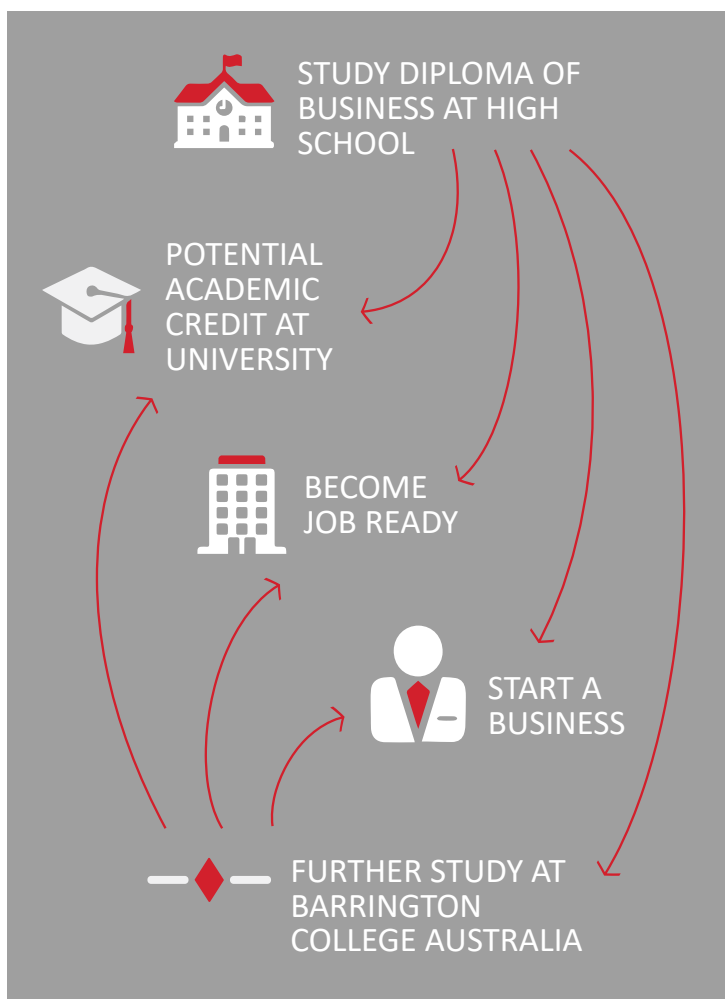 STUDY DIPLOMA OF
BUSINESS AT HIGH
SCHOOL
POTENTIAL
ACADEMIC
CREDIT AT
UNIVERSITY
BECOME
JOB READY
START A
BUSINESS
FURTHER STUDY AT
BARRINGTON
COLLEGE AUSTRALIA